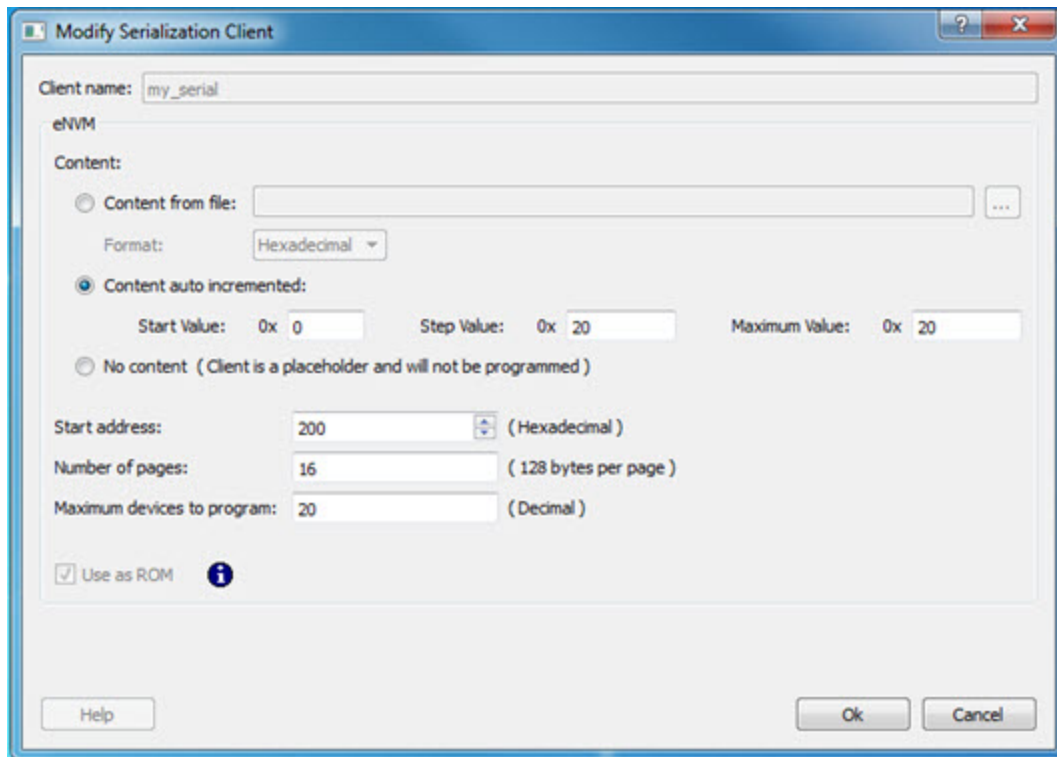 Modify Serialization Client
Client name: my_serial
eNVM
Content:
Content from file: ...
Format: Hexadecimal
Content auto incremented:
Start Value: 0x 0 Step Value: 0x 20 Maximum Value: 0x 20
No content ( Client is a placeholder and will not be programmed )
Start address: 200 ( Hexadecimal )
Number of pages: 16 ( 128 bytes per page )
Maximum devices to program: 20 ( Decimal )
Use as ROM
Help Ok Cancel